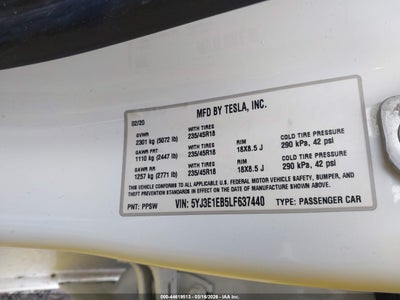 MFD BY TESLA, INC.
02/20
GVWR WITH TIRES
2301 kg (5072 lb) 235/45R18
GAWR FRT WITH TIRES RIM COLD TIRE PRESSURE
1110 kg (2447 lb) 235/45R18 18X8.5 J 290 kPA, 42 psi
GAWR RR WITH TIRES RIM COLD TIRE PRESSURE
1257 kg (2771 lb) 235/45R18 18X8.5 J 290 kPA, 42 psi
THIS VEHICLE CONFORMS TO ALL APPLICABLE U.S. FEDERAL MOTOR VEHICLE SAFETY, BUMPER, AND
THEFT PREVENTION STANDARDS IN EFFECT ON THE DATE OF MANUFACTURE SHOWN ABOVE.
PNT: PPSW VIN: 5YJ3E1EB5LF637440 TYPE: PASSENGER CAR
000-44619513 - 03/16/2026 - IAAI - COPART